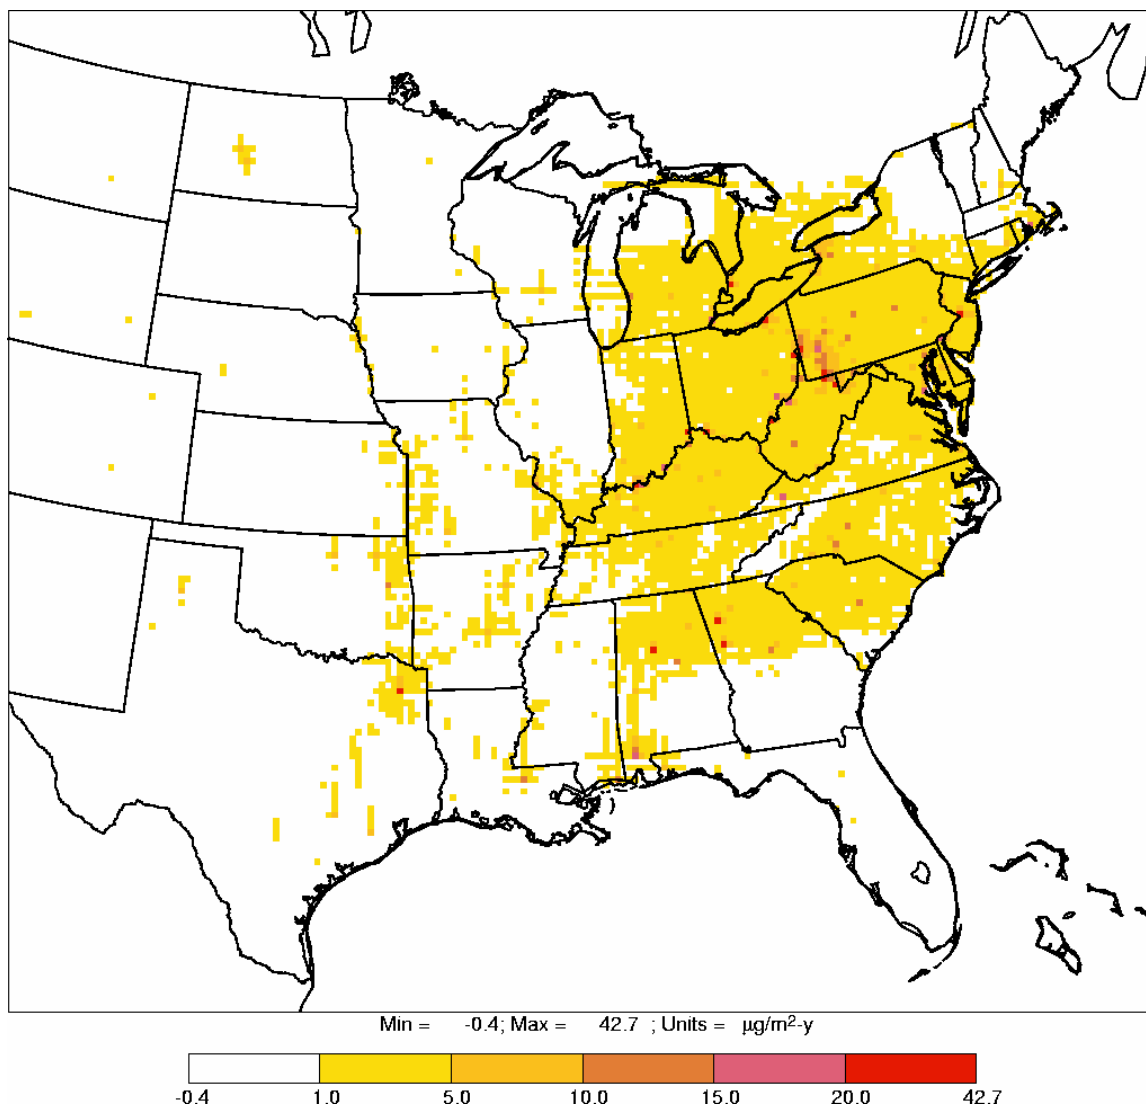 Min = -0.4; Max = 42.7 ; Units = µg/m²-y
-0.4 1.0 5.0 10.0 15.0 20.0 42.7